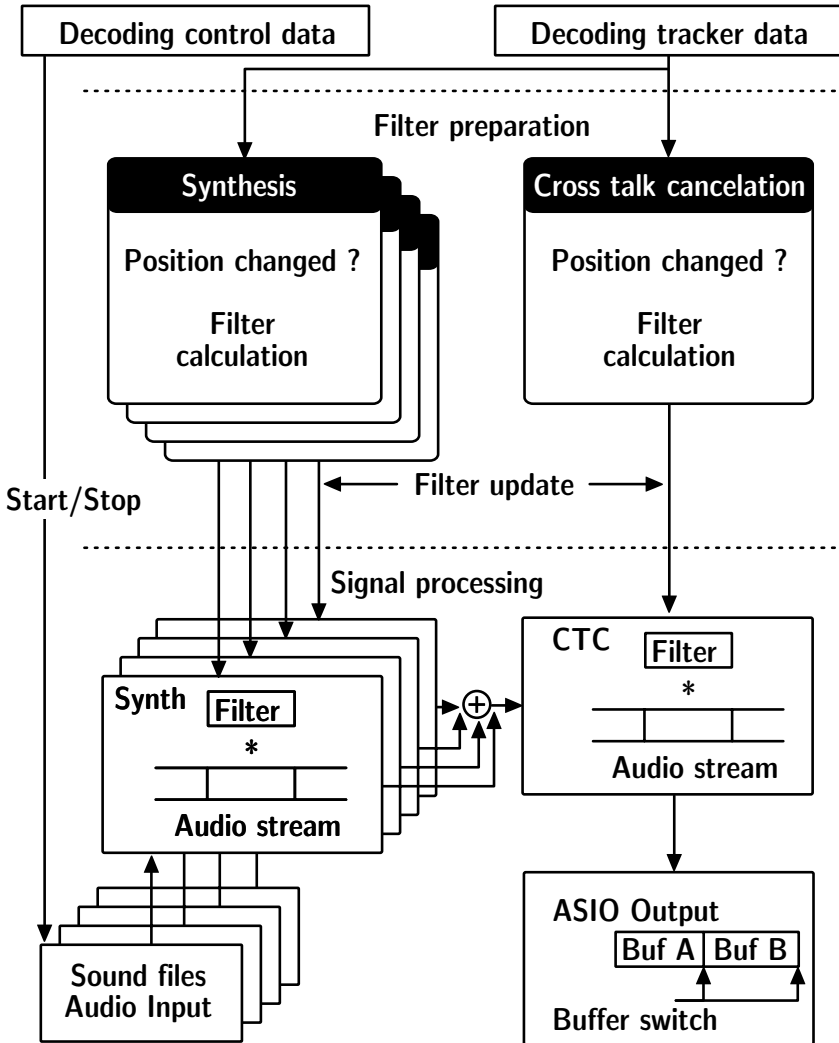 Decoding control data
Decoding tracker data
Filter preparation
Synthesis
Position changed ?
Filter
calculation
Cross talk cancelation
Position changed ?
Filter
calculation
Start/Stop
Filter update
Signal processing
Synth
Filter
*
Audio stream
+
CTC
Filter
*
Audio stream
Sound files
Audio Input
ASIO Output
Buf A
Buf B
Buffer switch